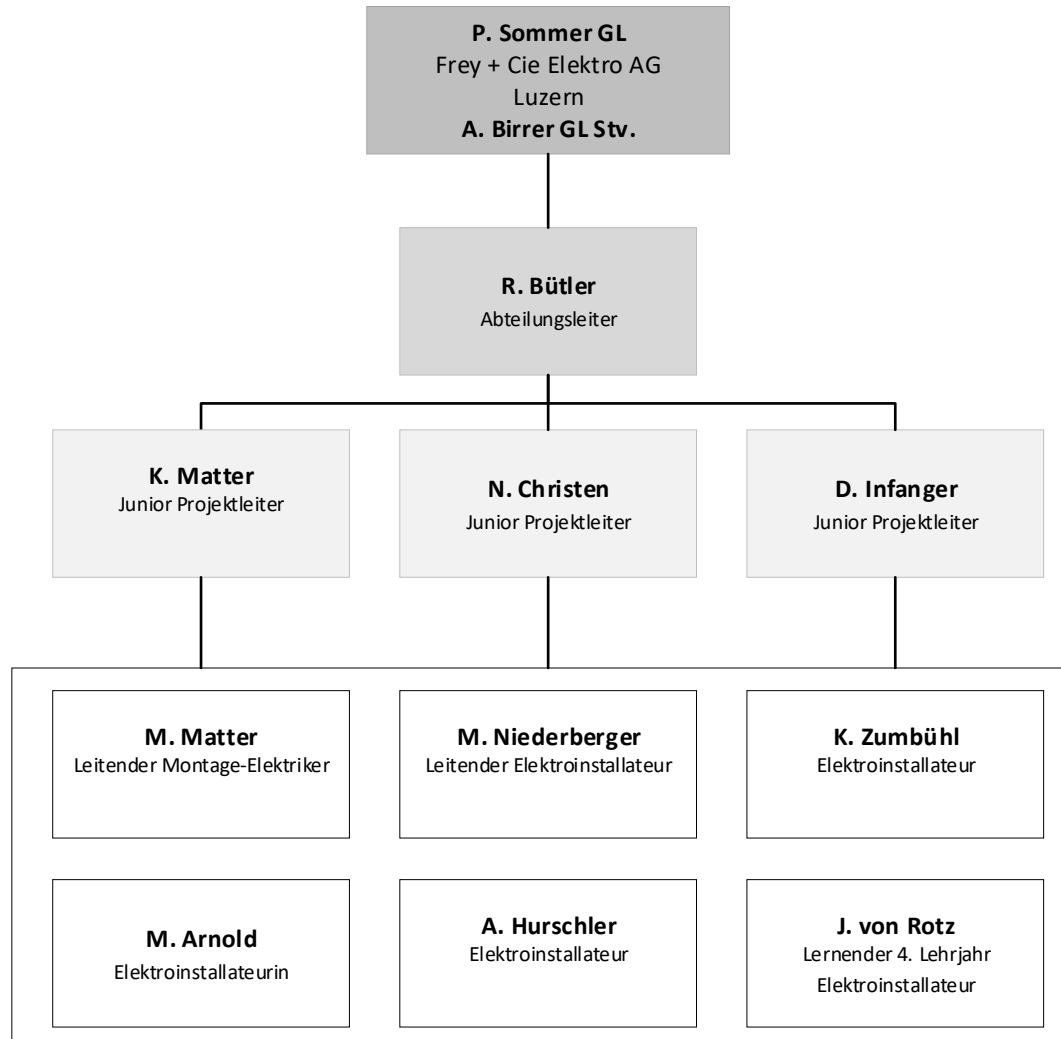 P. Sommer GL
Frey + Cie Elektro AG
Luzern
A. Birrer GL Stv.
R. Bütler
Abteilungsleiter
K. Matter
Junior Projektleiter
N. Christen
Junior Projektleiter
D. Infanger
Junior Projektleiter
M. Matter
Leitender Montage-Elektriker
M. Niederberger
Leitender Elektroinstallateur
K. Zumbühl
Elektroinstallateur
M. Arnold
Elektroinstallateurin
A. Hurschler
Elektroinstallateur
J. von Rotz
Lernender 4. Lehrjahr
Elektroinstallateur